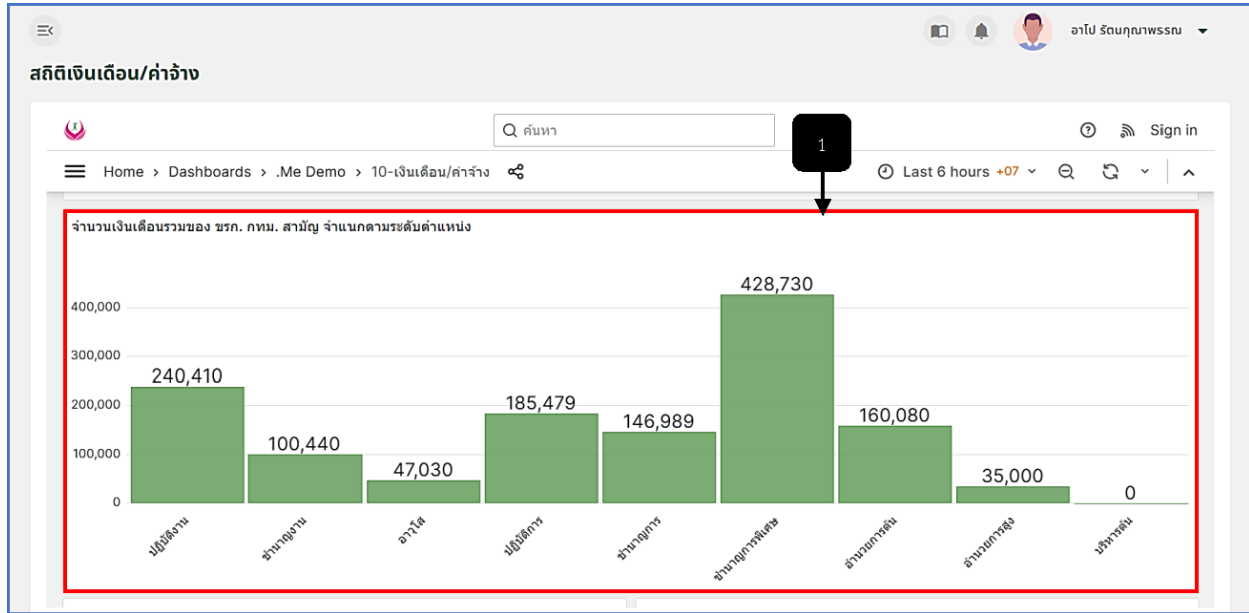 อาโป รัตนกุณาพรรณ
สถิติเงินเดือน/ค่าจ้าง
ค้นหา
1
Sign in
Home › Dashboards › .Me Demo › 10-เงินเดือน/ค่าจ้าง
Last 6 hours +07
จำนวนเงินเดือนรวมของ ขรก. กทม. สามัญ จำแนกตามระดับตำแหน่ง
428,730
400,000
300,000
240,410
200,000
185,479
146,989
160,080
100,440
100,000
47,030
35,000
0
0
ปฏิบัติงาน
ชำนาญงาน
อาวุโส
ปฏิบัติการ
ชำนาญการ
ชำนาญการพิเศษ
อำนวยการต้น
อำนวยการสูง
บริหารต้น